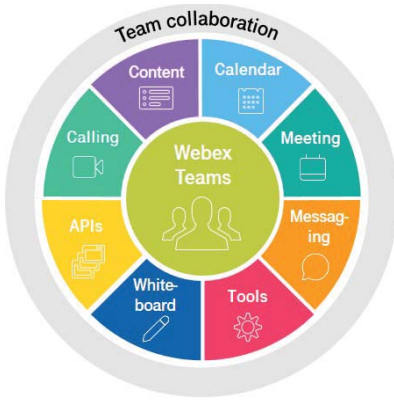 Team collaboration
Content
Calendar
Calling
Meeting
Webex
Teams
APIs
Messag-
ing
White-
board
Tools